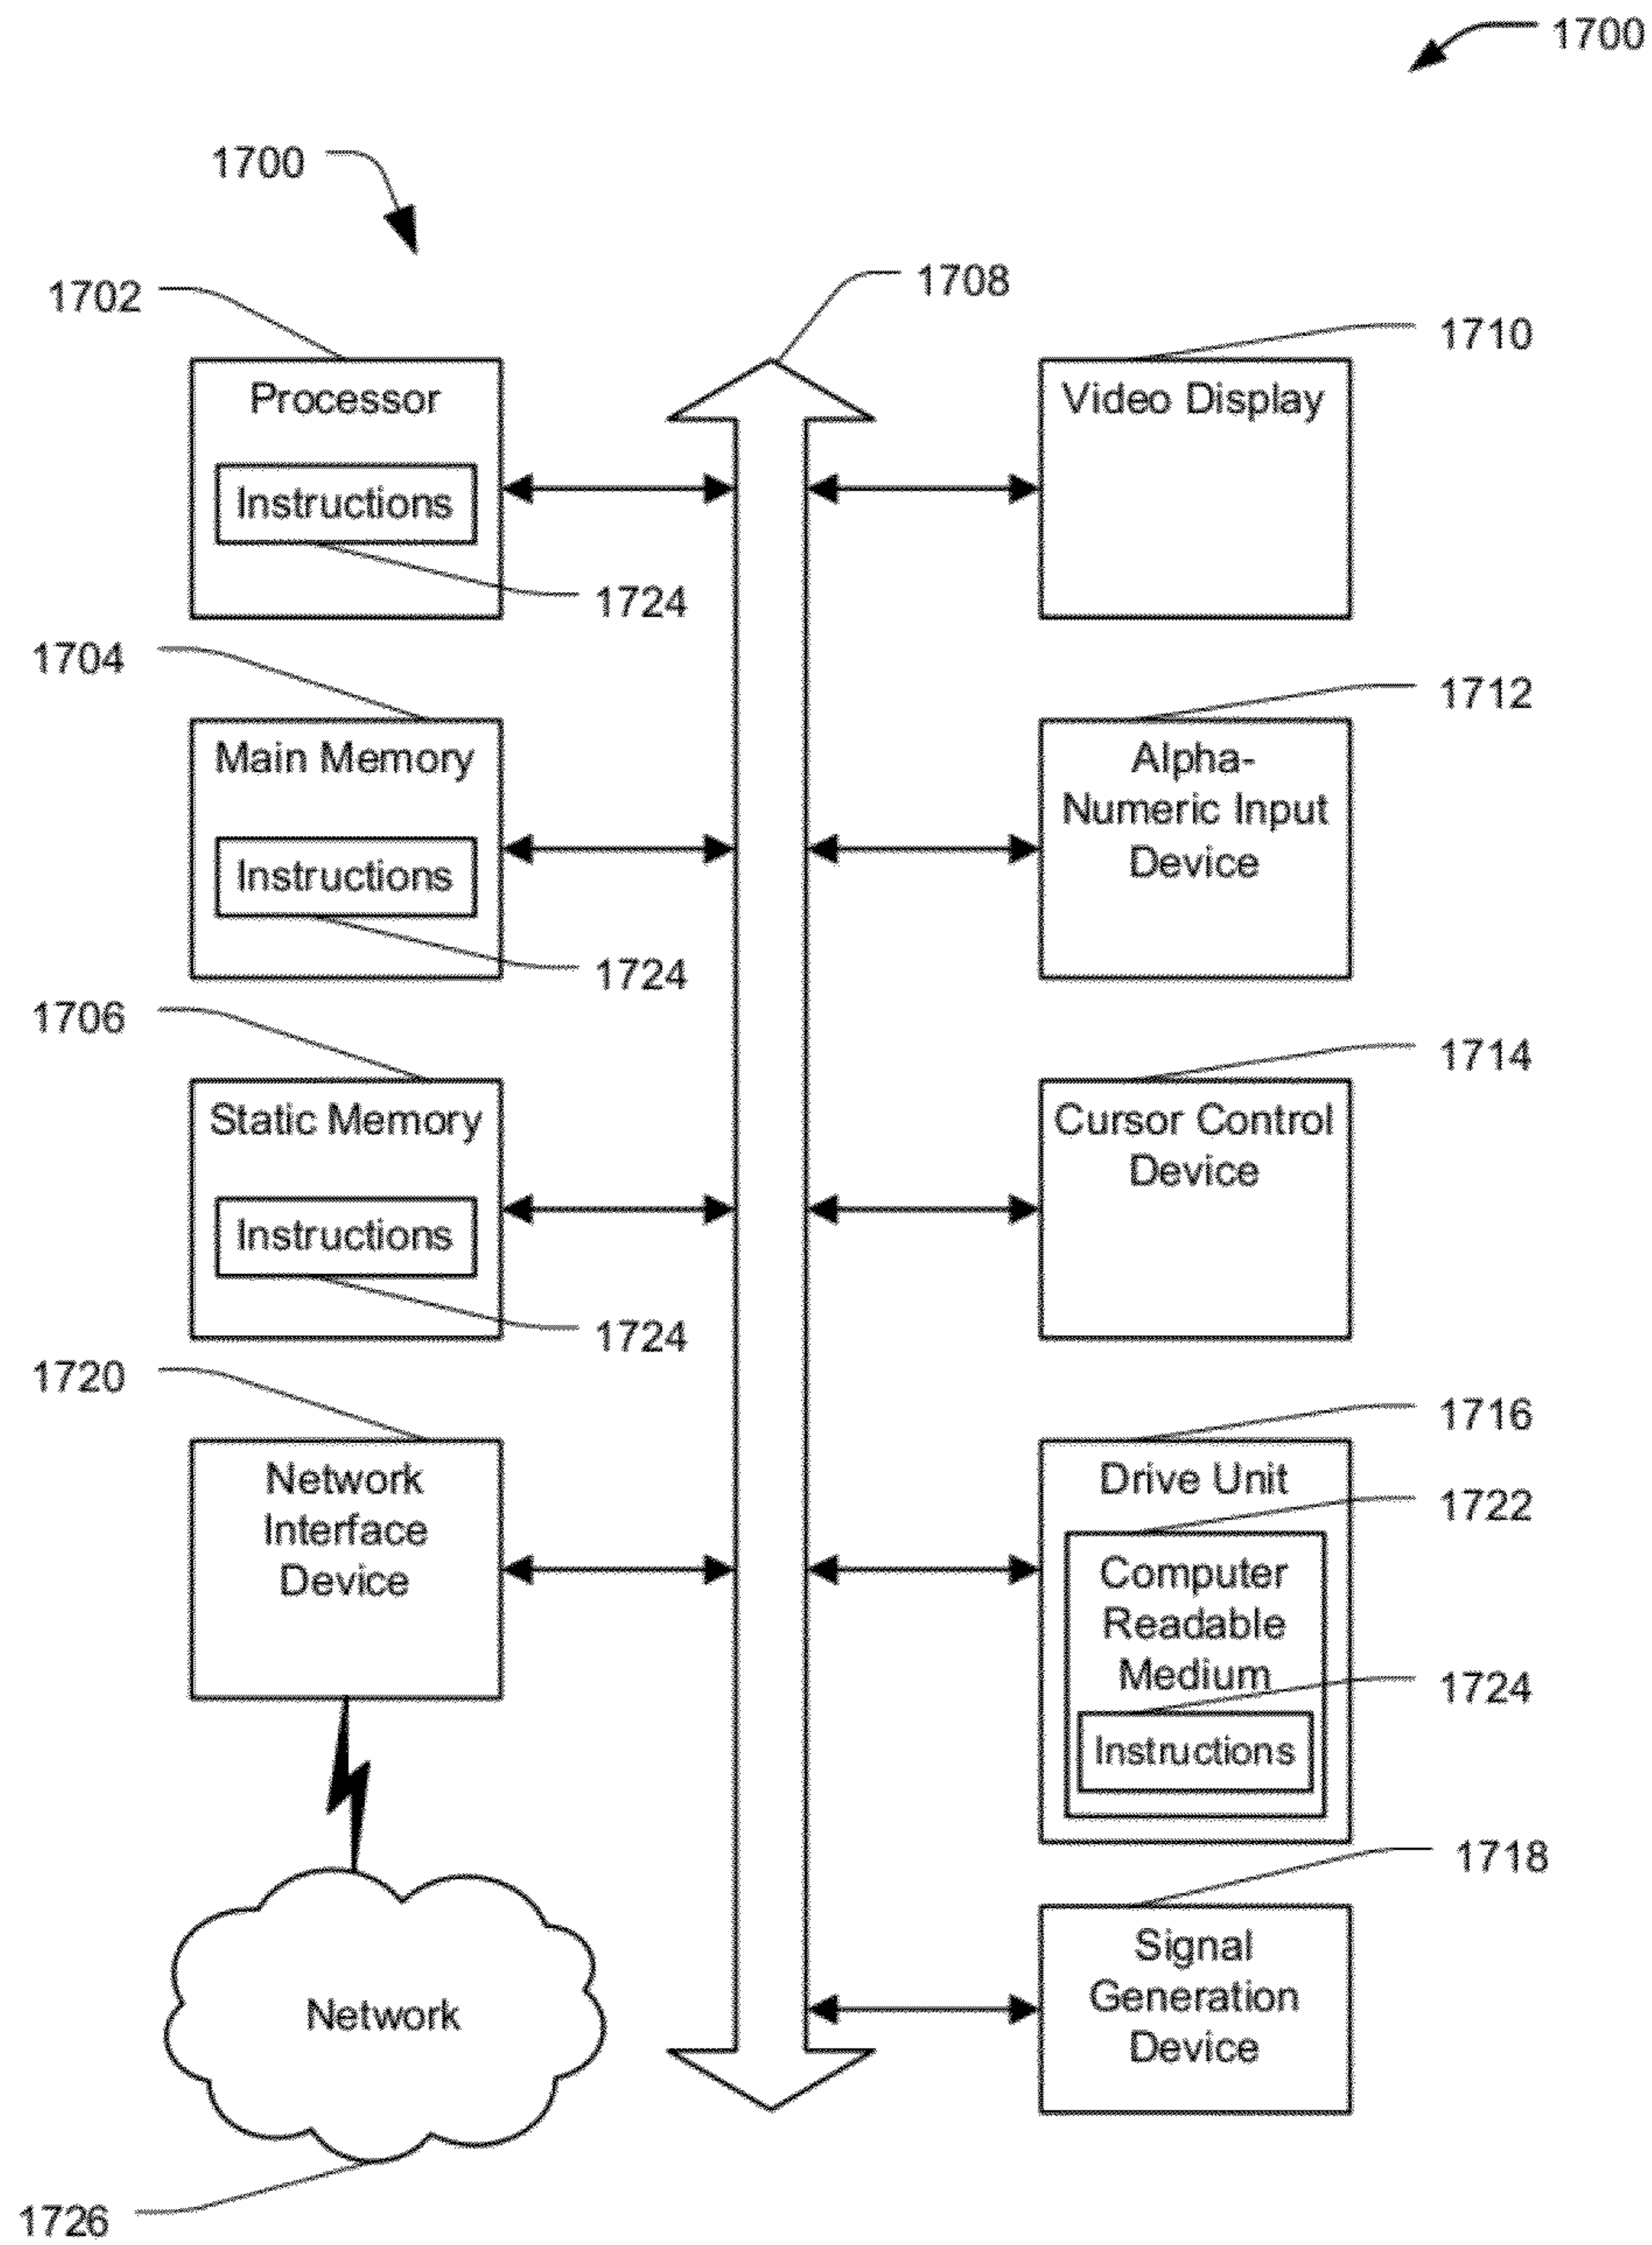 1700
1700
1702
1708
1710
Processor
Instructions
1724
Video Display
1704
1712
Main Memory
Instructions
1724
Alpha-
Numeric Input
Device
1706
1714
Static Memory
Instructions
1724
Cursor Control
Device
1720
1716
Network
Interface
Device
Drive Unit
1722
Computer
Readable
Medium
1724
Instructions
1718
Signal
Generation
Device
Network
1726